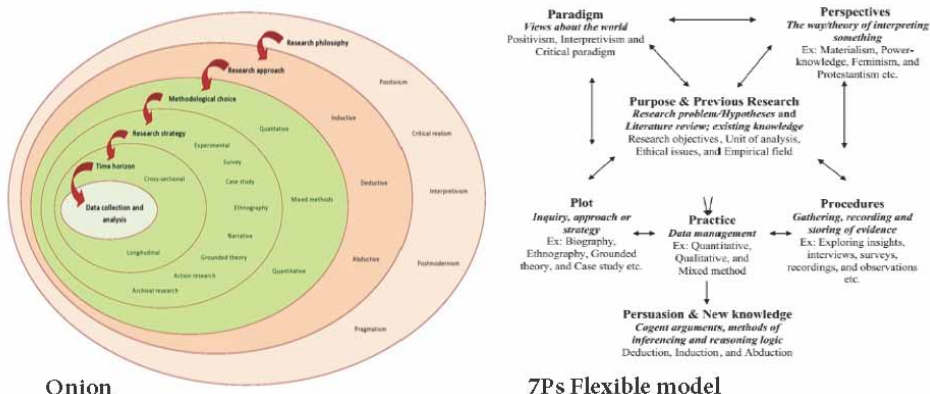 Research philosophy
Research approach
Positivism
Methodological choice
Qualitative
Inductive
Research strategy
Critical realism
Experimental
Survey
Time horizon
Cross-sectional
Case study
Deductive
Interpretivism
Data collection and
analysis
Ethnography
Mixed methods
Narrative
Longitudinal
Grounded theory
Abductive
Postmodernism
Action research
Quantitative
Archival research
Pragmatism
Onion
Paradigm
Views about the world
Positivism, Interpretivism and
Critical paradigm
Perspectives
The way/theory of interpreting
something
Ex: Materialism, Power-
knowledge, Feminism, and
Protestantism etc.
Purpose & Previous Research
Research problem/Hypotheses and
Literature review; existing knowledge
Research objectives, Unit of analysis,
Ethical issues, and Empirical field
Plot
Inquiry, approach or
strategy
Ex: Biography,
Ethnography, Grounded
theory, and Case study etc.
Practice
Data management
Ex: Quantitative,
Qualitative, and
Mixed method
Procedures
Gathering, recording and
storing of evidence
Ex: Exploring insights,
interviews, surveys,
recordings, and observations
etc.
Persuasion & New knowledge
Cogent arguments, methods of
inferencing and reasoning logic
Deduction, Induction, and Abduction
7Ps Flexible model